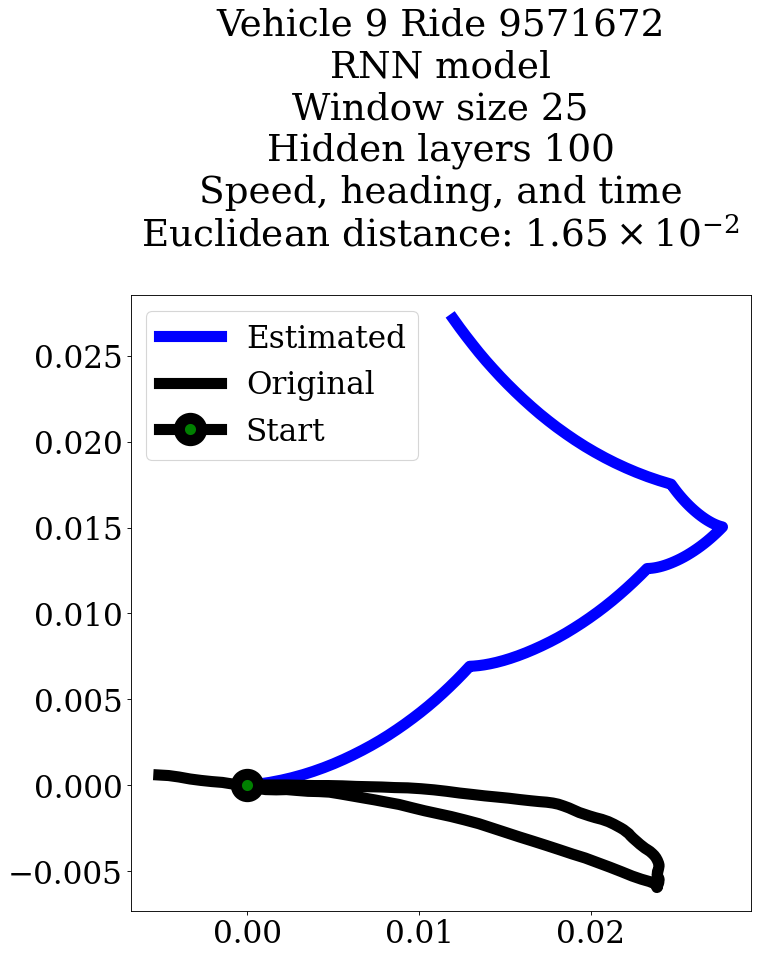 Vehicle 9 Ride 9571672
RNN model
Window size 25
Hidden layers 100
Speed, heading, and time
Euclidean distance: 1.65 × 10⁻²
Estimated
Original
Start
0.025
0.020
0.015
0.010
0.005
0.000
−0.005
0.00 0.01 0.02